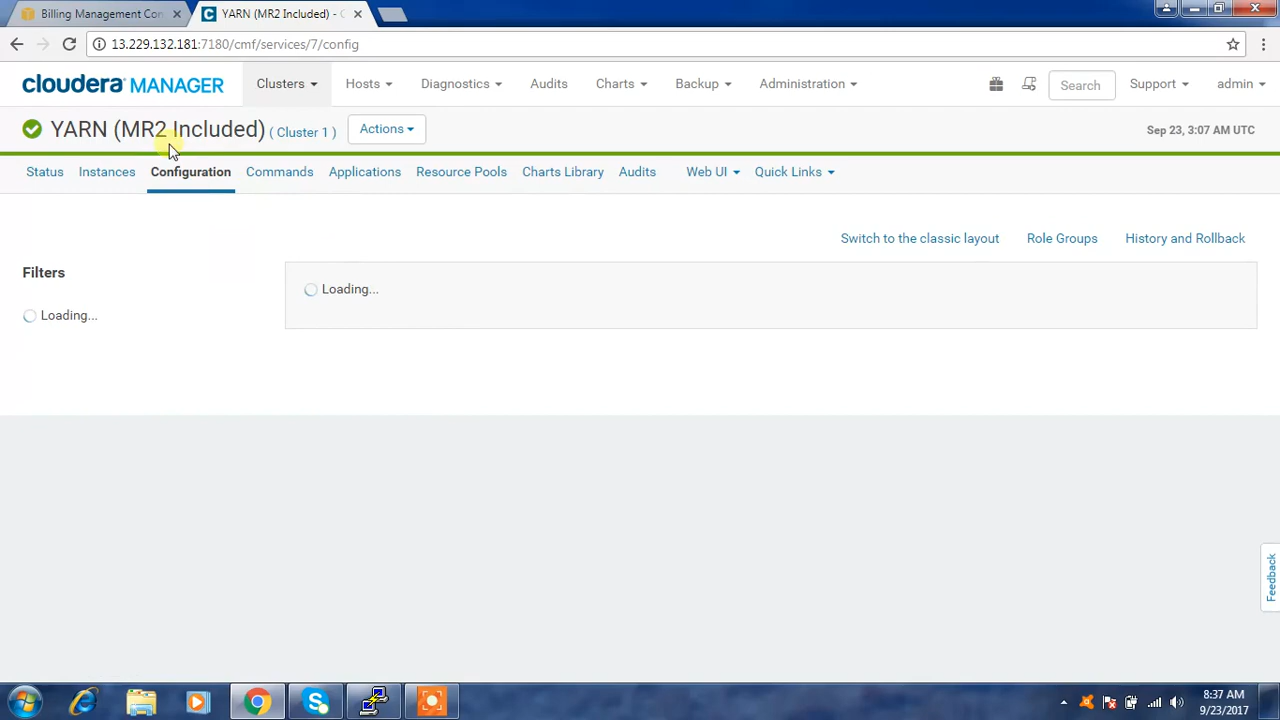 Billing Management Con
YARN (MR2 Included) - C
13.229.132.181:7180/cmf/services/7/config
cloudera MANAGER
Clusters
Hosts
Diagnostics
Audits
Charts
Backup
Administration
Search
Support
admin
YARN (MR2 Included) ( Cluster 1 )
Actions
Sep 23, 3:07 AM UTC
Status
Instances
Configuration
Commands
Applications
Resource Pools
Charts Library
Audits
Web UI
Quick Links
Switch to the classic layout
Role Groups
History and Rollback
Filters
Loading...
Loading...
Feedback
8:37 AM
9/23/2017